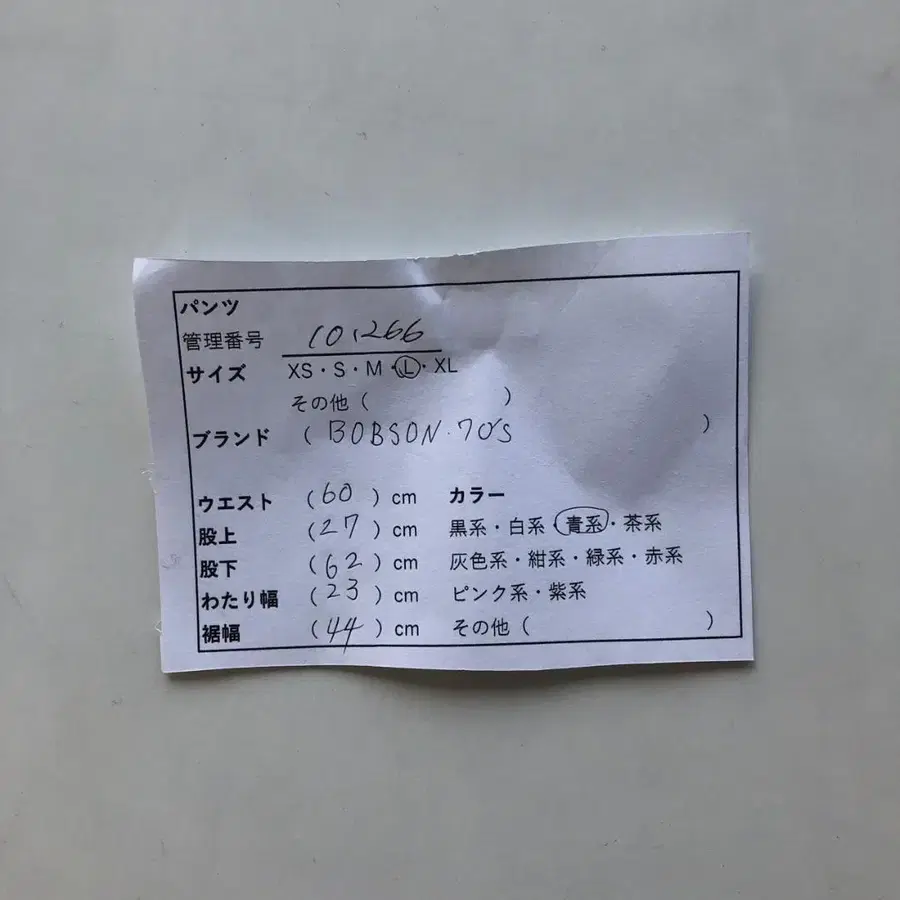 パンツ
管理番号 101266
サイズ XS・S・M・L・XL
その他（ ）
ブランド （BOBSON.70's ）
ウエスト （60）cm カラー
股上 （27）cm 黒系・白系・青系・茶系
股下 （62）cm 灰色系・紺系・緑系・赤系
わたり幅 （23）cm ピンク系・紫系
裾幅 （44）cm その他（ ）